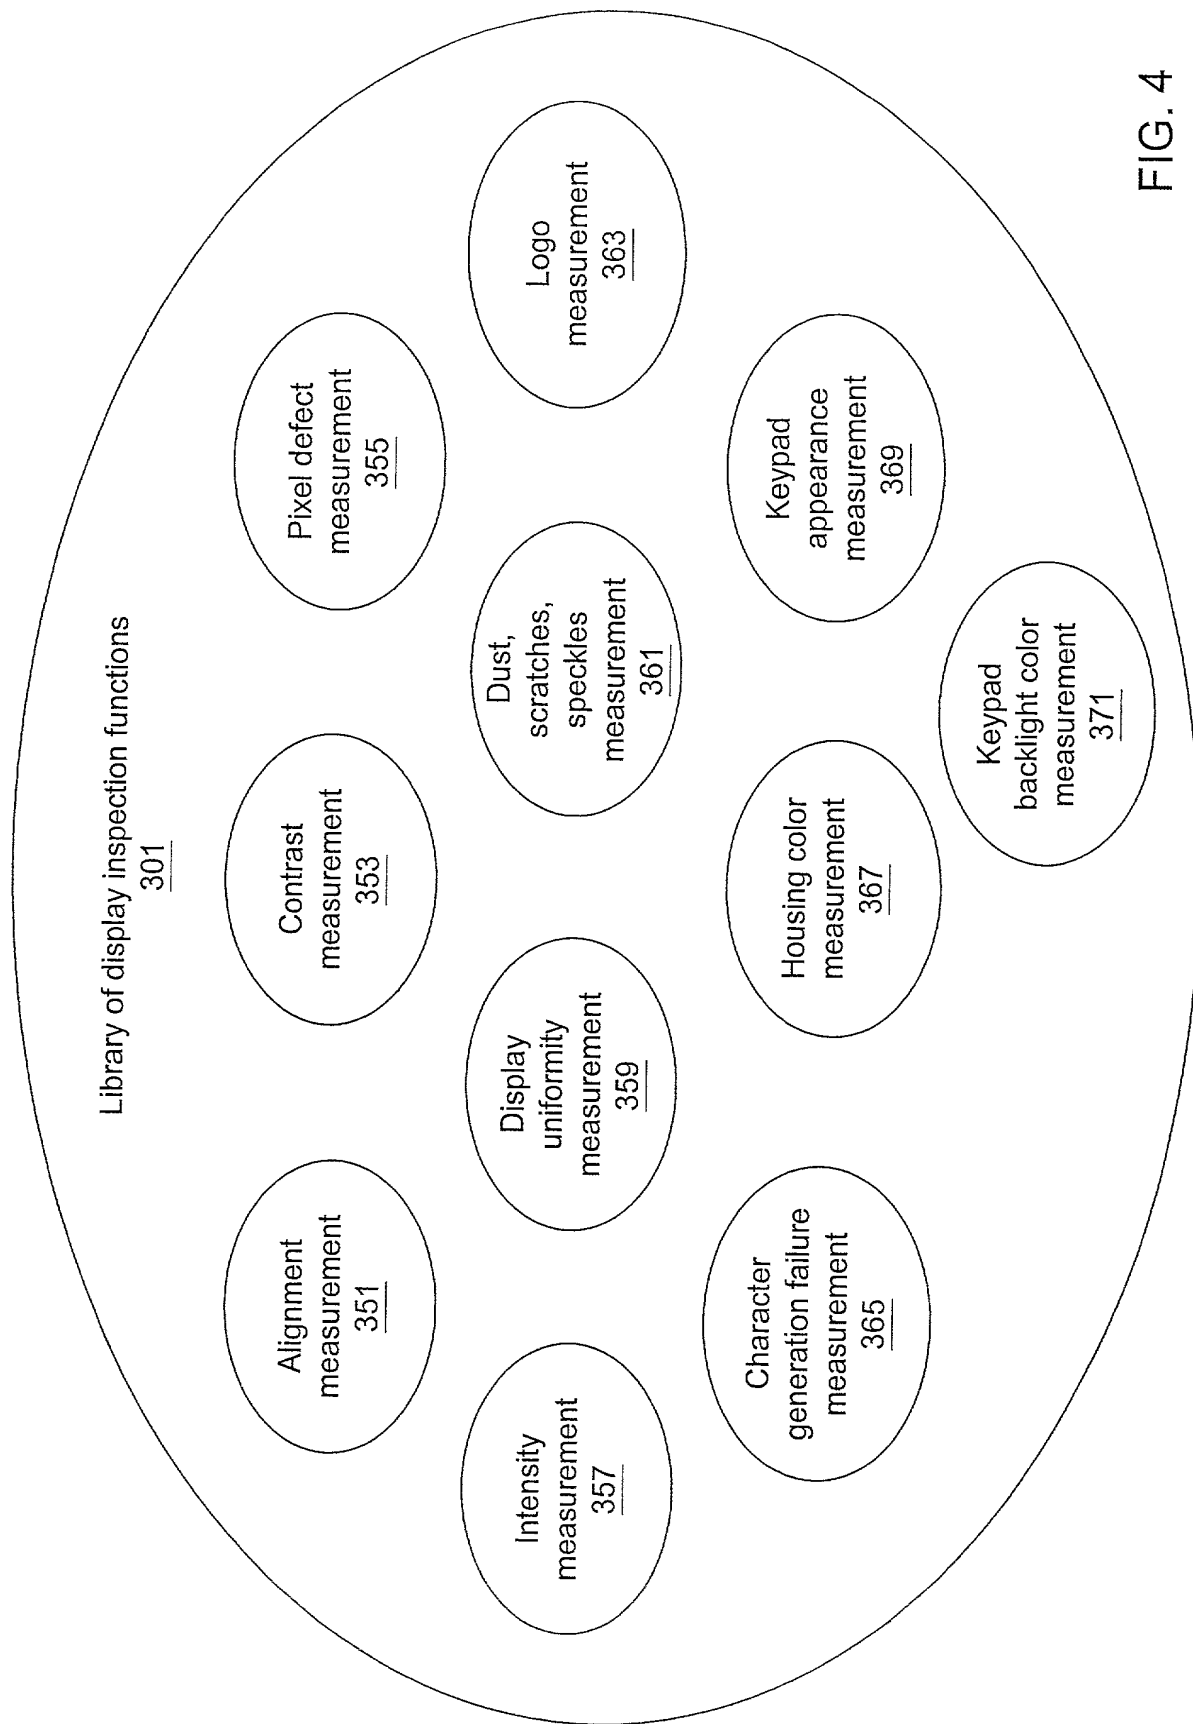 Library of display inspection functions
301
Alignment
measurement
351
Contrast
measurement
353
Pixel defect
measurement
355
Intensity
measurement
357
Display
uniformity
measurement
359
Dust,
scratches,
speckles
measurement
361
Logo
measurement
363
Character
generation failure
measurement
365
Housing color
measurement
367
Keypad
appearance
measurement
369
Keypad
backlight color
measurement
371
FIG. 4